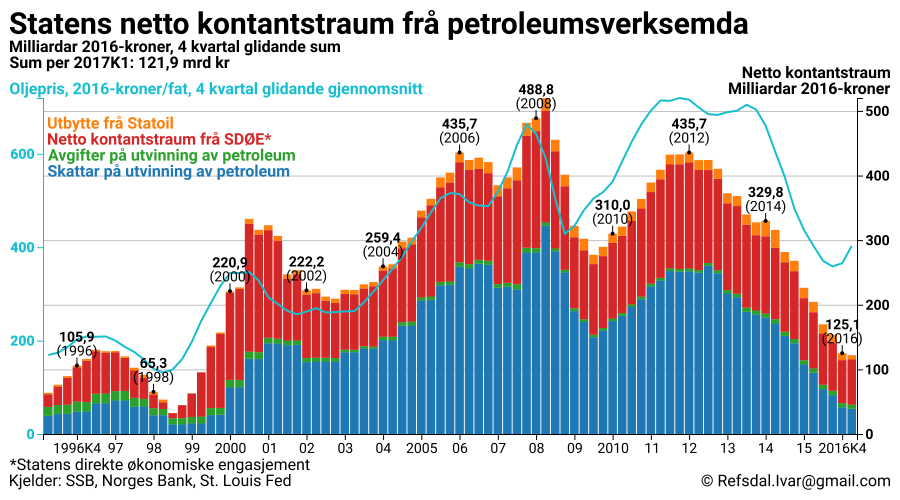 Statens netto kontantstraum frå petroleumsverksemda
Milliardar 2016-kroner, 4 kvartal glidande sum
Sum per 2017K1: 121,9 mrd kr
Oljepris, 2016-kroner/fat, 4 kvartal glidande gjennomsnitt
Netto kontantstraum
Milliardar 2016-kroner
Utbytte frå Statoil
Netto kontantstraum frå SDØE*
Avgifter på utvinning av petroleum
Skattar på utvinning av petroleum
600
400
200
0
500
400
300
200
100
0
105,9
(1996)
65,3
(1998)
220,9
(2000)
222,2
(2002)
259,4
(2004)
435,7
(2006)
488,8
(2008)
310,0
(2010)
435,7
(2012)
329,8
(2014)
125,1
(2016)
1996K4 97 98 99 2000 01 02 03 04 2005 06 07 08 09 2010 11 12 13 14 15 2016K4
*Statens direkte økonomiske engasjement
Kjelder: SSB, Norges Bank, St. Louis Fed
© Refsdal.Ivar@gmail.com